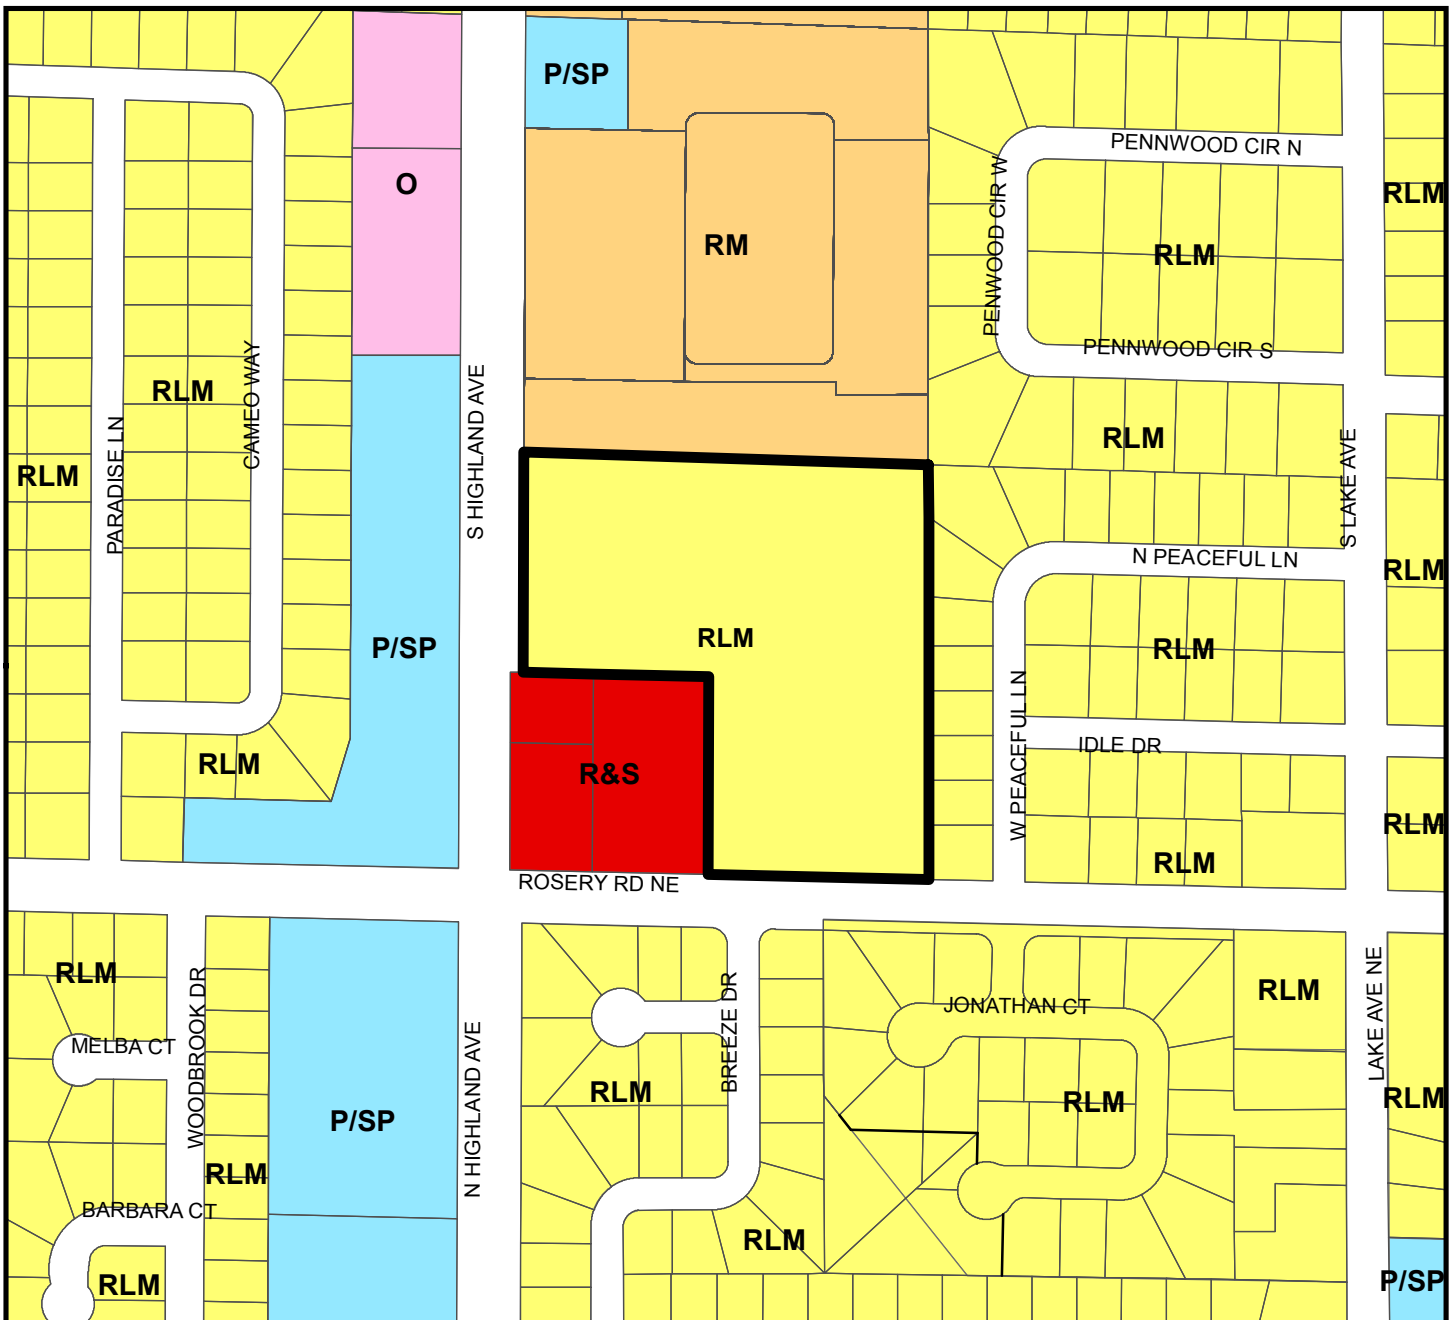 P/SP
O
PENNWOOD CIR N
RLM
PENWOOD CIR W
RM
RLM
PENNWOOD CIR S
CAMEO WAY
RLM
S HIGHLAND AVE
RLM
S LAKE AVE
PARADISE LN
RLM
N PEACEFUL LN
RLM
RLM
P/SP
RLM
W PEACEFUL LN
IDLE DR
RLM
R&S
RLM
RLM
ROSERY RD NE
RLM
WOODBROOK DR
BREEZE DR
RLM
LAKE AVE NE
JONATHAN CT
MELBA CT
N HIGHLAND AVE
RLM
RLM
RLM
P/SP
RLM
BARBARA CT
RLM
RLM
P/SP